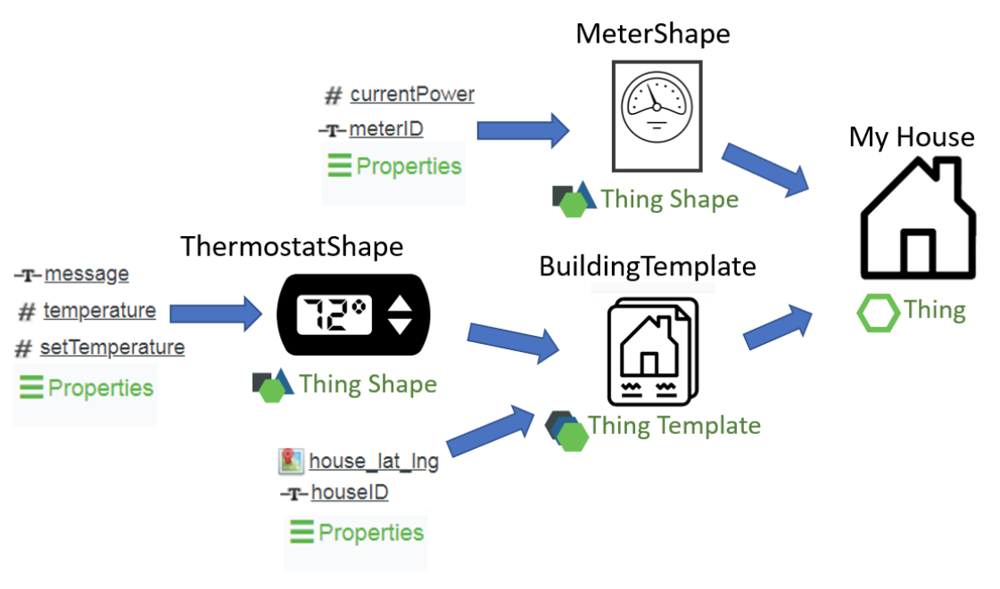 MeterShape
# currentPower
-T- meterID
Properties
Thing Shape
My House
Thing
ThermostatShape
-T- message
# temperature
# setTemperature
Properties
72°
Thing Shape
BuildingTemplate
Thing Template
house_lat_lng
-T- houseID
Properties